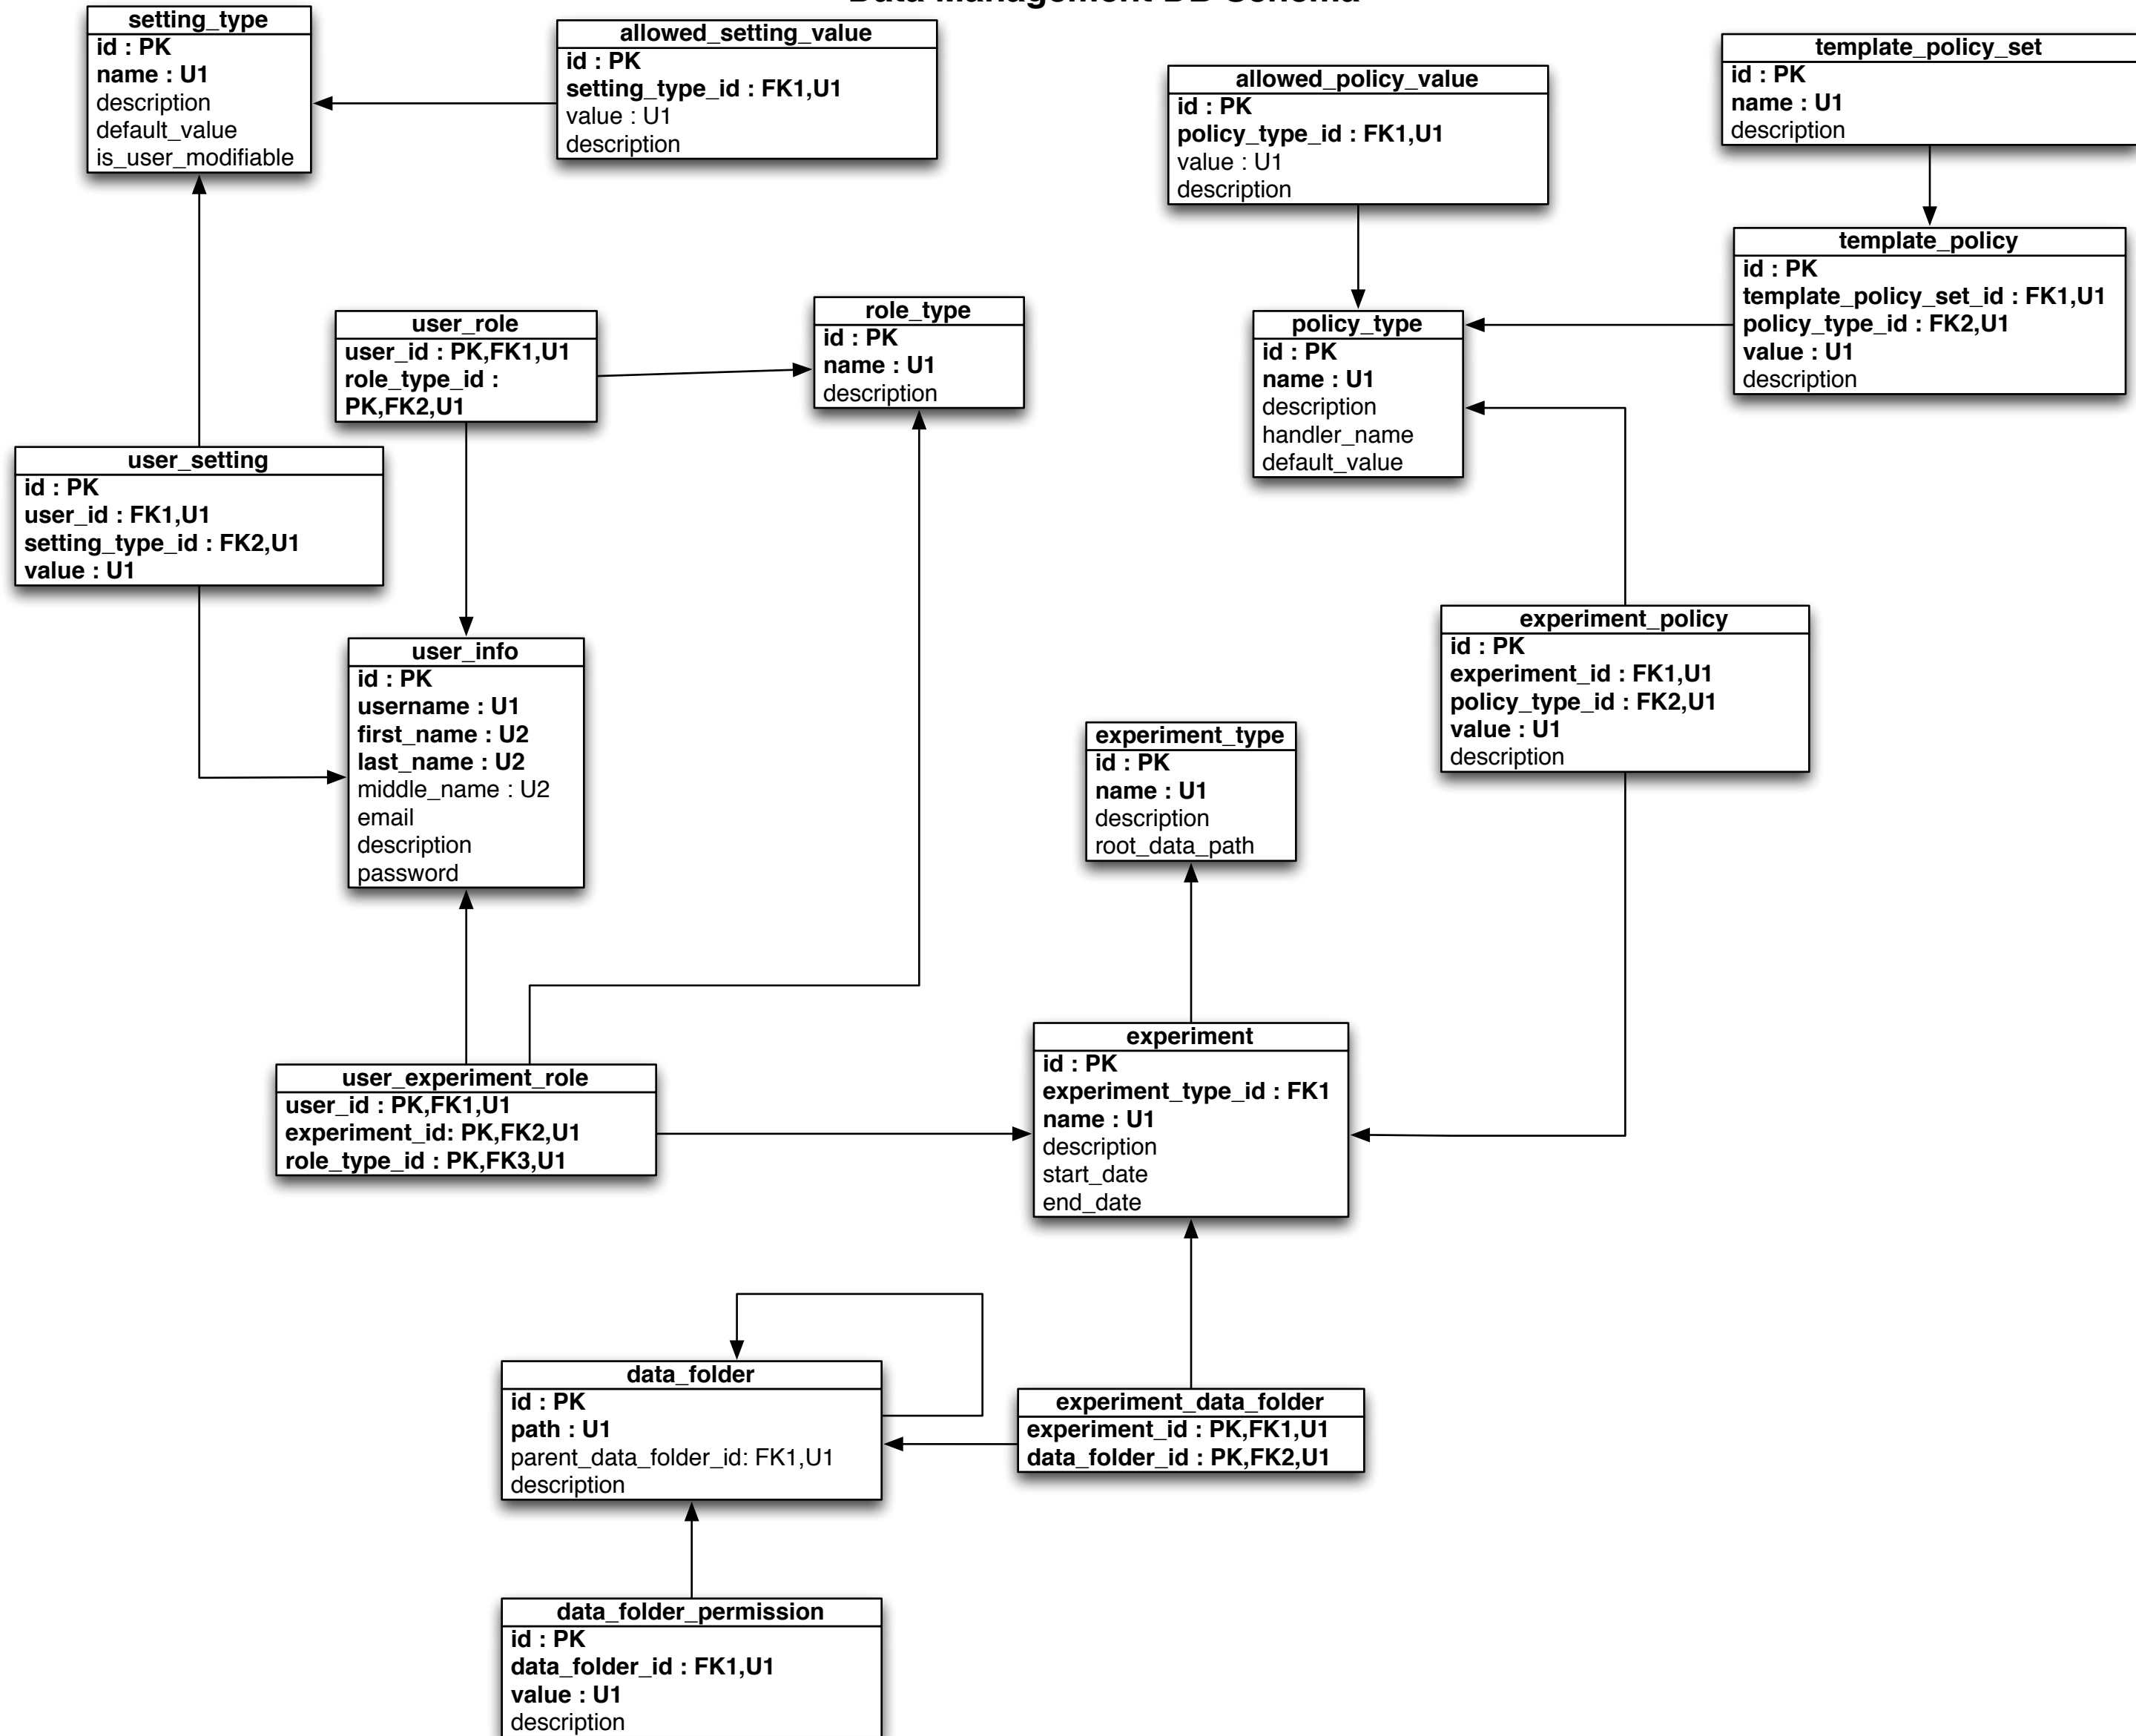 Data Management DB Schema
setting_type
id : PK
name : U1
description
default_value
is_user_modifiable
allowed_setting_value
id : PK
setting_type_id : FK1,U1
value : U1
description
allowed_policy_value
id : PK
policy_type_id : FK1,U1
value : U1
description
template_policy_set
id : PK
name : U1
description
template_policy
id : PK
template_policy_set_id : FK1,U1
policy_type_id : FK2,U1
value : U1
description
user_role
user_id : PK,FK1,U1
role_type_id :
PK,FK2,U1
role_type
id : PK
name : U1
description
policy_type
id : PK
name : U1
description
handler_name
default_value
user_setting
id : PK
user_id : FK1,U1
setting_type_id : FK2,U1
value : U1
user_info
id : PK
username : U1
first_name : U2
last_name : U2
middle_name : U2
email
description
password
experiment_policy
id : PK
experiment_id : FK1,U1
policy_type_id : FK2,U1
value : U1
description
experiment_type
id : PK
name : U1
description
root_data_path
user_experiment_role
user_id : PK,FK1,U1
experiment_id: PK,FK2,U1
role_type_id : PK,FK3,U1
experiment
id : PK
experiment_type_id : FK1
name : U1
description
start_date
end_date
data_folder
id : PK
path : U1
parent_data_folder_id: FK1,U1
description
experiment_data_folder
experiment_id : PK,FK1,U1
data_folder_id : PK,FK2,U1
data_folder_permission
id : PK
data_folder_id : FK1,U1
value : U1
description